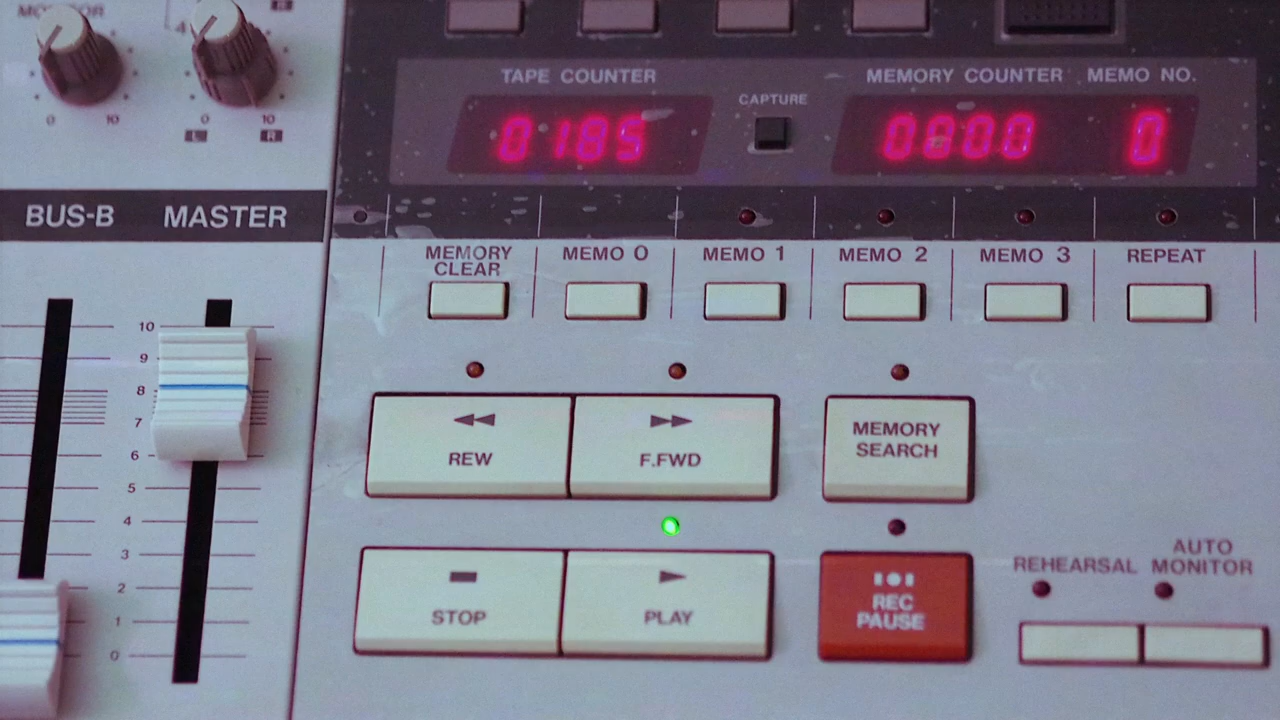 MONITOR
R
4
0 10
0 10
L R
TAPE COUNTER
MEMORY COUNTER MEMO NO.
CAPTURE
0185
0000 0
BUS-B MASTER
MEMORY
CLEAR
MEMO 0
MEMO 1
MEMO 2
MEMO 3
REPEAT
10
9
8
7
6
5
4
3
2
1
0
REW
F.FWD
MEMORY
SEARCH
STOP
PLAY
REC
PAUSE
REHEARSAL
AUTO
MONITOR